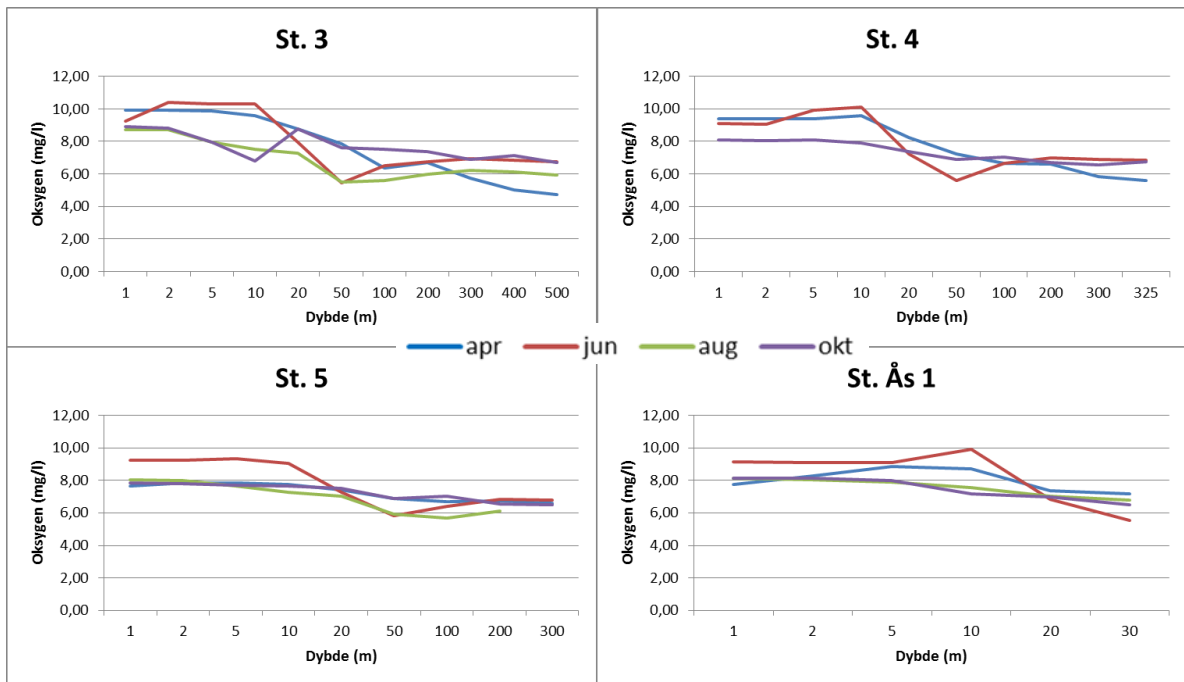 St. 3
12,00
10,00
8,00
6,00
4,00
2,00
0,00
Oksygen (mg/l)
1 2 5 10 20 50 100 200 300 400 500
Dybde (m)
St. 4
12,00
10,00
8,00
6,00
4,00
2,00
0,00
Oksygen (mg/l)
1 2 5 10 20 50 100 200 300 325
Dybde (m)
apr jun aug okt
St. 5
12,00
10,00
8,00
6,00
4,00
2,00
0,00
Oksygen (mg/l)
1 2 5 10 20 50 100 200 300
Dybde (m)
St. Ås 1
12,00
10,00
8,00
6,00
4,00
2,00
0,00
Oksygen (mg/l)
1 2 5 10 20 30
Dybde (m)